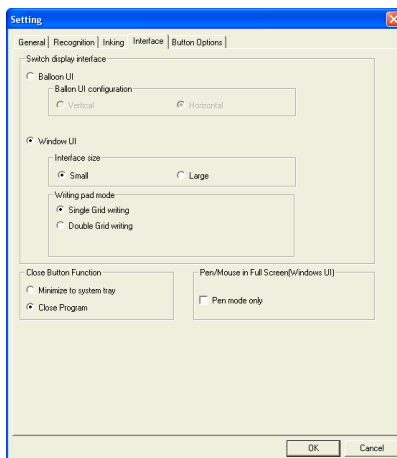 Setting
General Recognition Inking Interface Button Options
Switch display interface
Balloon UI
Ballon UI configuration
Vertical Horizontal
Window UI
Interface size
Small Large
Writing pad mode
Single Grid writing
Double Grid writing
Close Button Function Pen/Mouse in Full Screen(Windows UI)
Minimize to system tray
Pen mode only
Close Program
OK Cancel